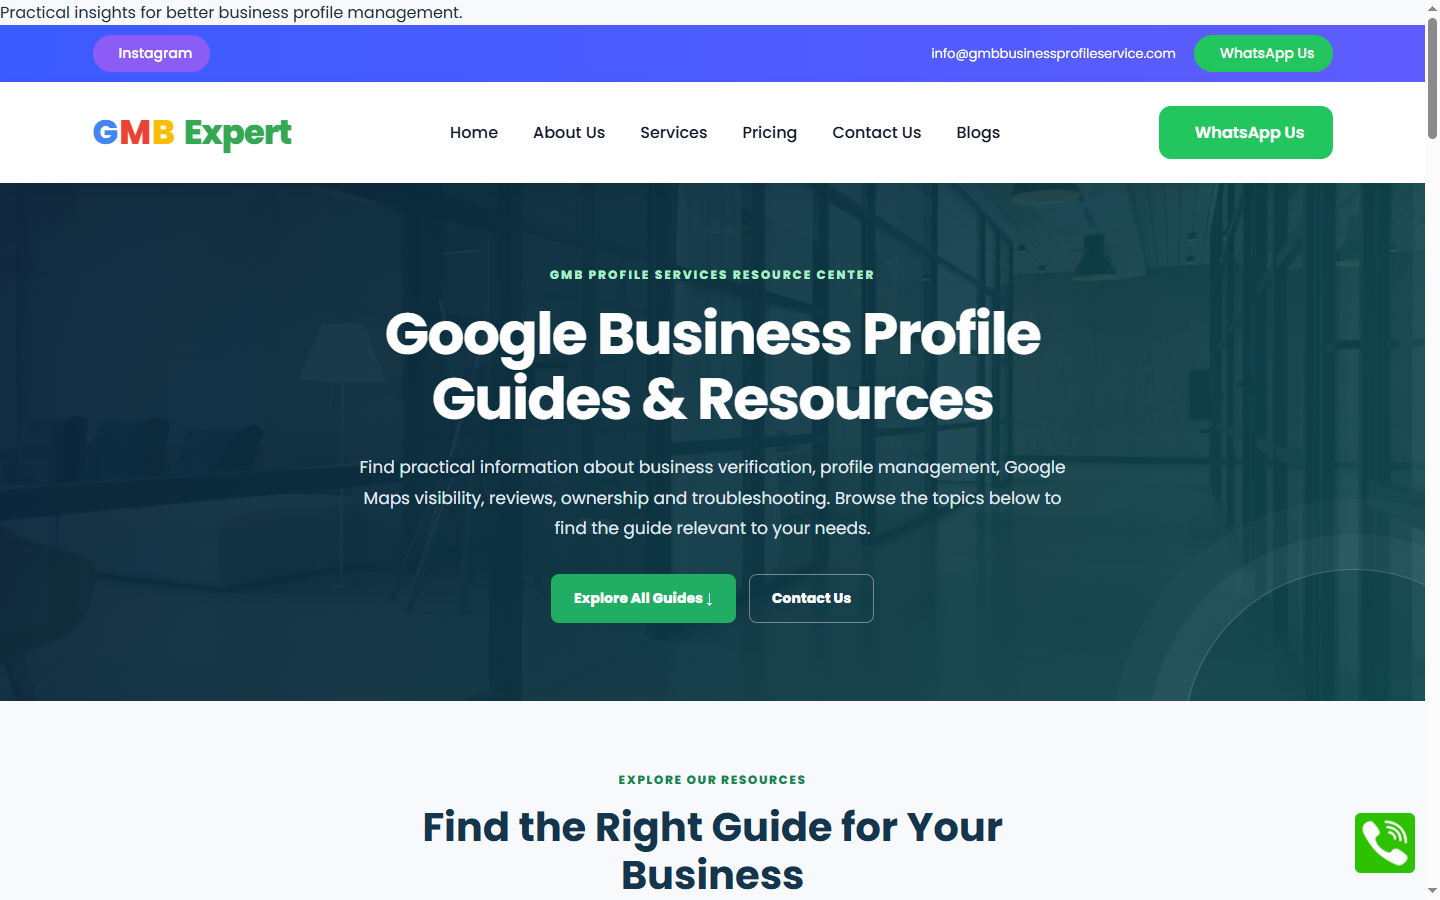 Practical insights for better business profile management.
Instagram
info@gmbbusinessprofileservice.com
WhatsApp Us
GMB Expert
Home
About Us
Services
Pricing
Contact Us
Blogs
WhatsApp Us
GMB PROFILE SERVICES RESOURCE CENTER
Google Business Profile
Guides & Resources
Find practical information about business verification, profile management, Google
Maps visibility, reviews, ownership and troubleshooting. Browse the topics below to
find the guide relevant to your needs.
Explore All Guides ↓
Contact Us
EXPLORE OUR RESOURCES
Find the Right Guide for Your
Business